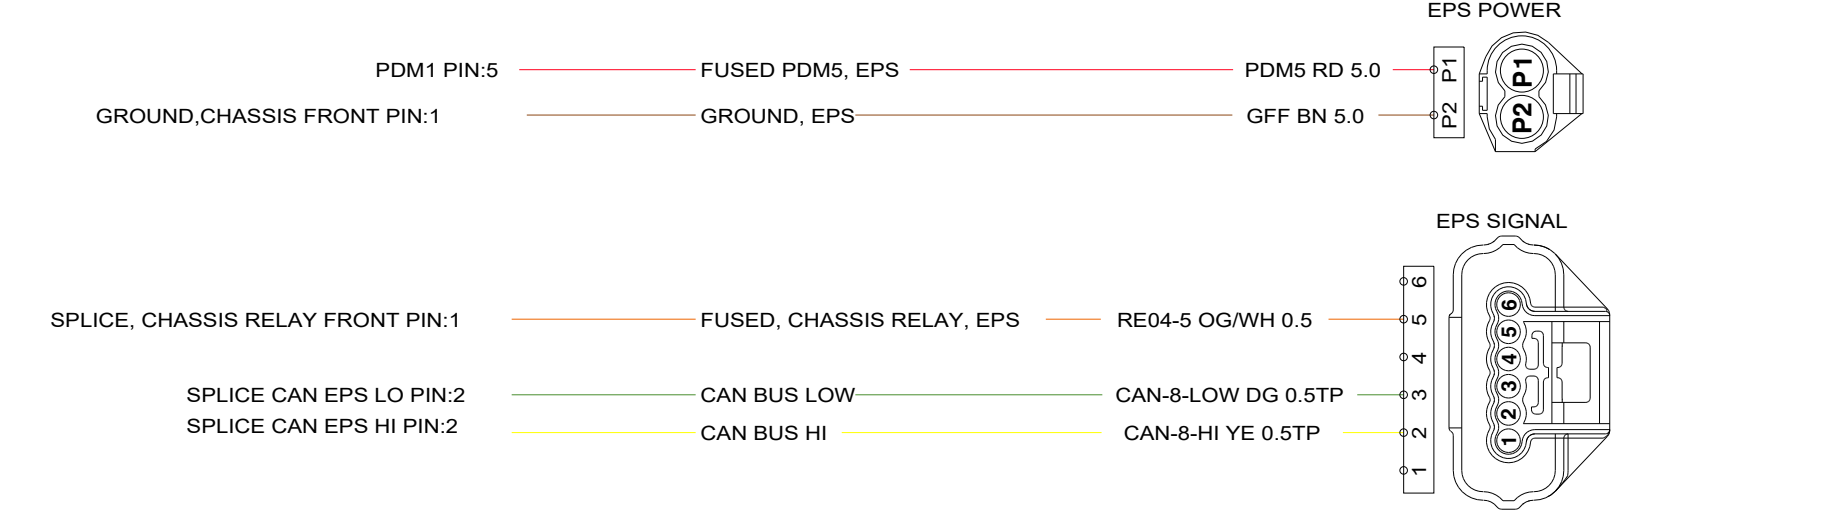 EPS POWER
PDM1 PIN:5 FUSED PDM5, EPS PDM5 RD 5.0 P1
GROUND,CHASSIS FRONT PIN:1 GROUND, EPS GFF BN 5.0 P2
P1
P2
EPS SIGNAL
6
SPLICE, CHASSIS RELAY FRONT PIN:1 FUSED, CHASSIS RELAY, EPS RE04-5 OG/WH 0.5 5
4
SPLICE CAN EPS LO PIN:2 CAN BUS LOW CAN-8-LOW DG 0.5TP 3
SPLICE CAN EPS HI PIN:2 CAN BUS HI CAN-8-HI YE 0.5TP 2
1
6
5
4
3
2
1